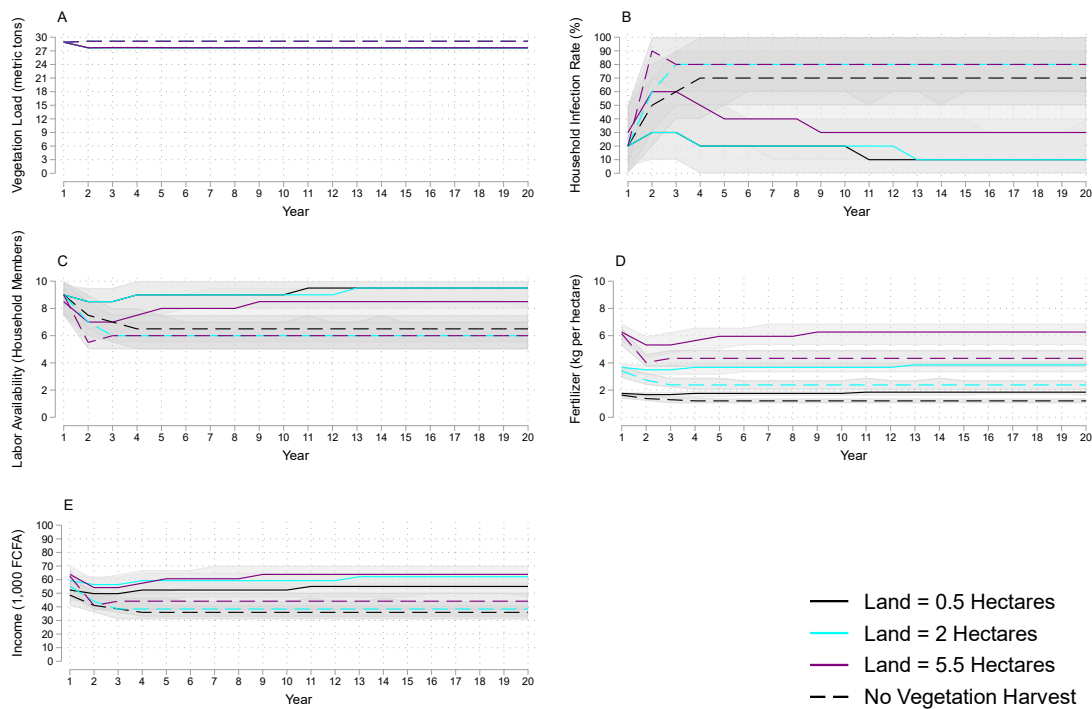 A
Vegetation Load (metric tons)
30
27
24
21
18
15
12
9
6
3
0
1 2 3 4 5 6 7 8 9 10 11 12 13 14 15 16 17 18 19 20
Year
B
Household Infection Rate (%)
100
90
80
70
60
50
40
30
20
10
0
1 2 3 4 5 6 7 8 9 10 11 12 13 14 15 16 17 18 19 20
Year
C
Labor Availability (Household Members)
10
8
6
4
2
0
1 2 3 4 5 6 7 8 9 10 11 12 13 14 15 16 17 18 19 20
Year
D
Fertilizer (kg per hectare)
10
8
6
4
2
0
1 2 3 4 5 6 7 8 9 10 11 12 13 14 15 16 17 18 19 20
Year
E
Income (1,000 FCFA)
100
90
80
70
60
50
40
30
20
10
0
1 2 3 4 5 6 7 8 9 10 11 12 13 14 15 16 17 18 19 20
Year
Land = 0.5 Hectares
Land = 2 Hectares
Land = 5.5 Hectares
No Vegetation Harvest